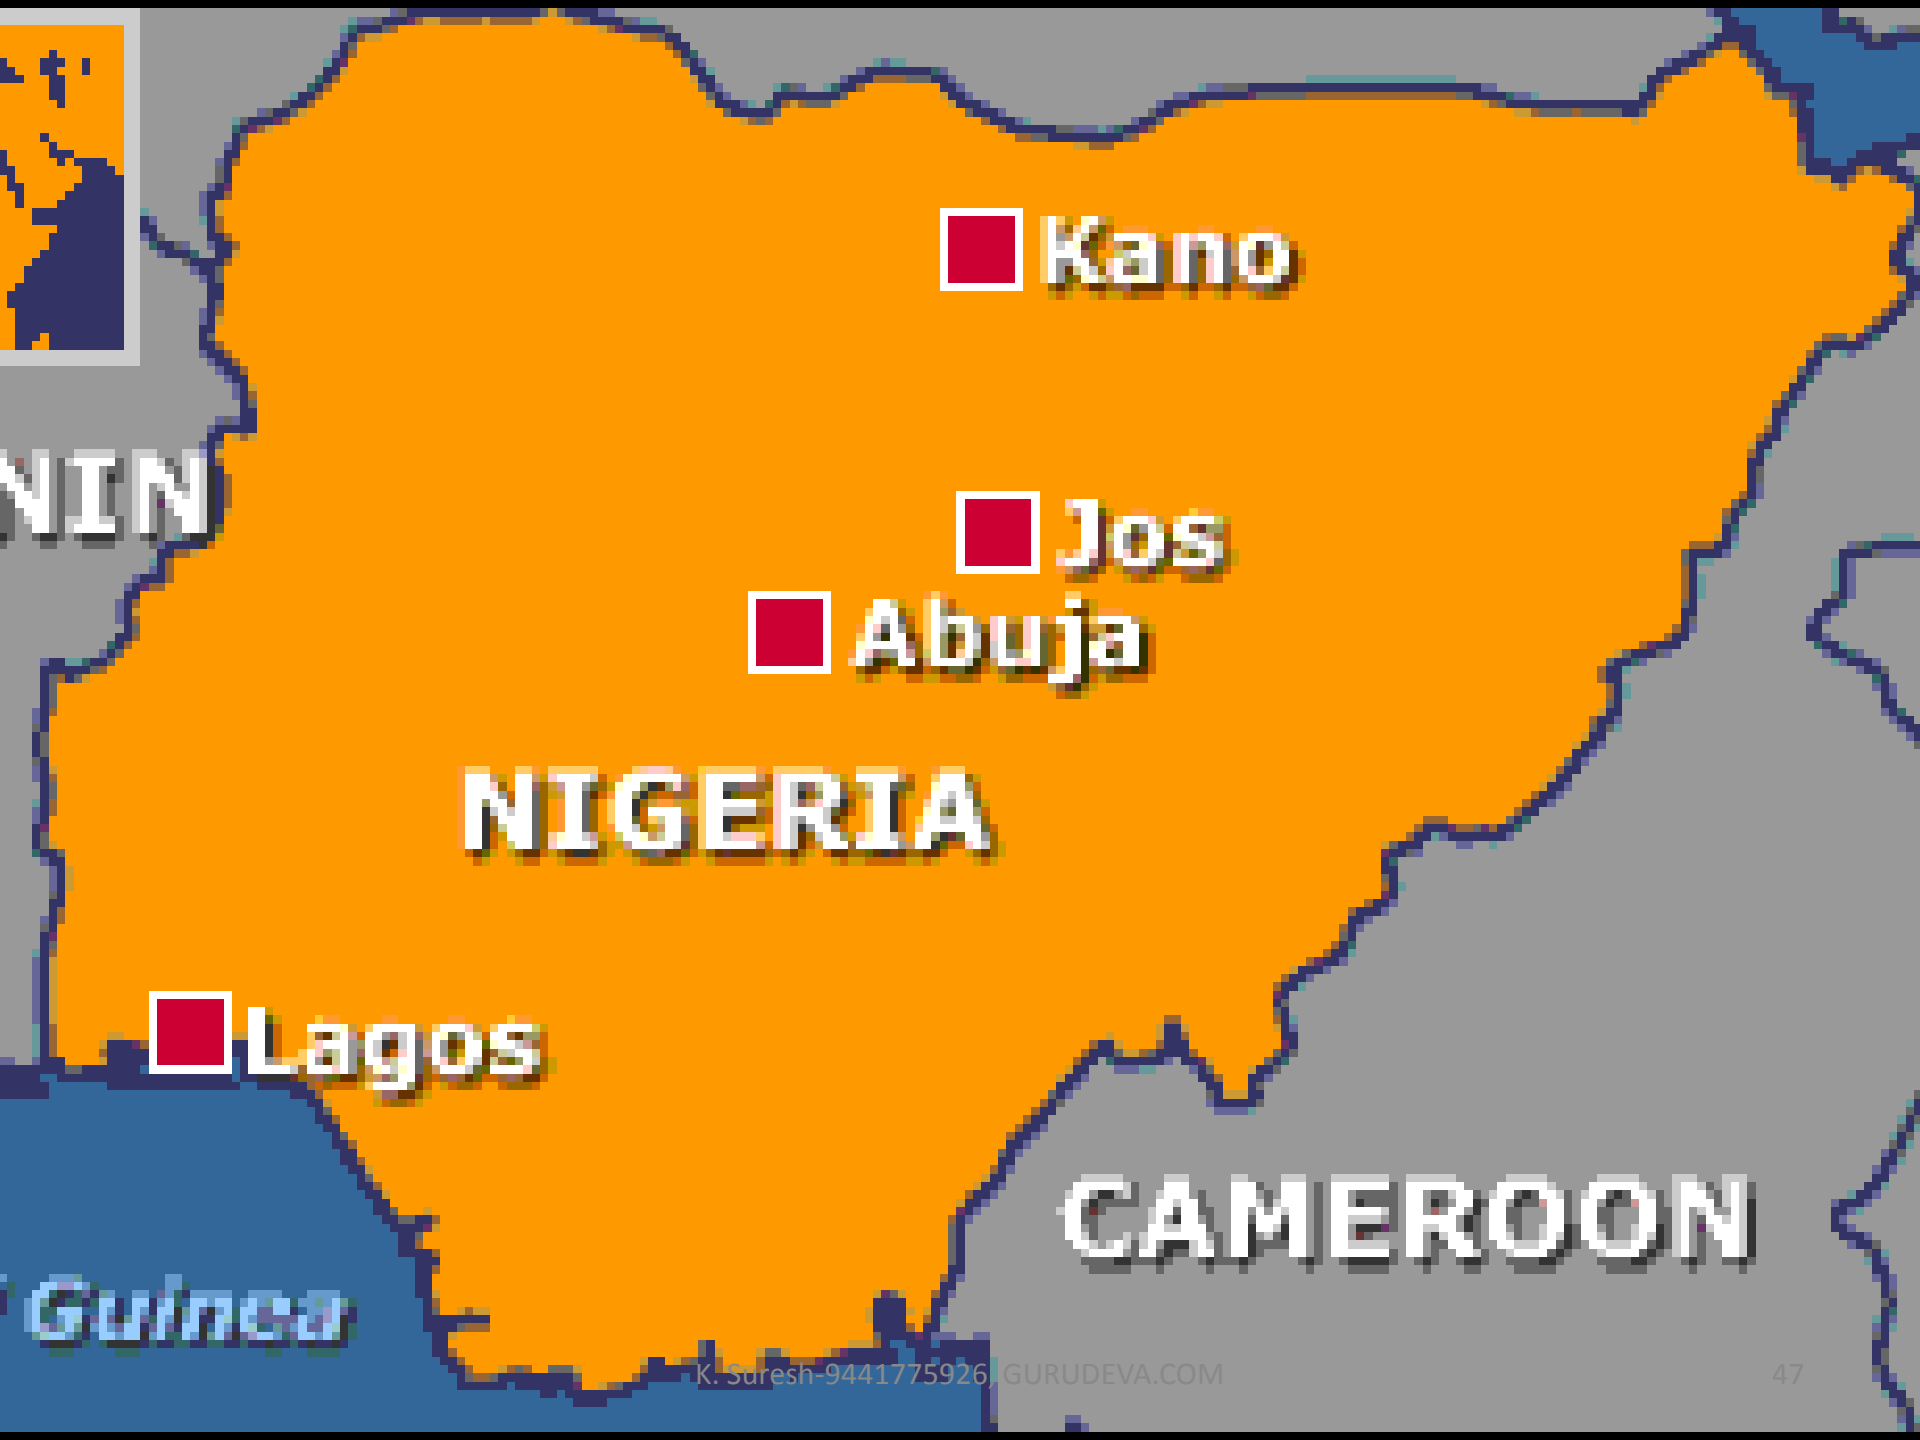 Kano
NIN
Jos
Abuja
NIGERIA
Lagos
CAMEROON
Guinea
K. Suresh-9441775926, GURUDEVA.COM
47